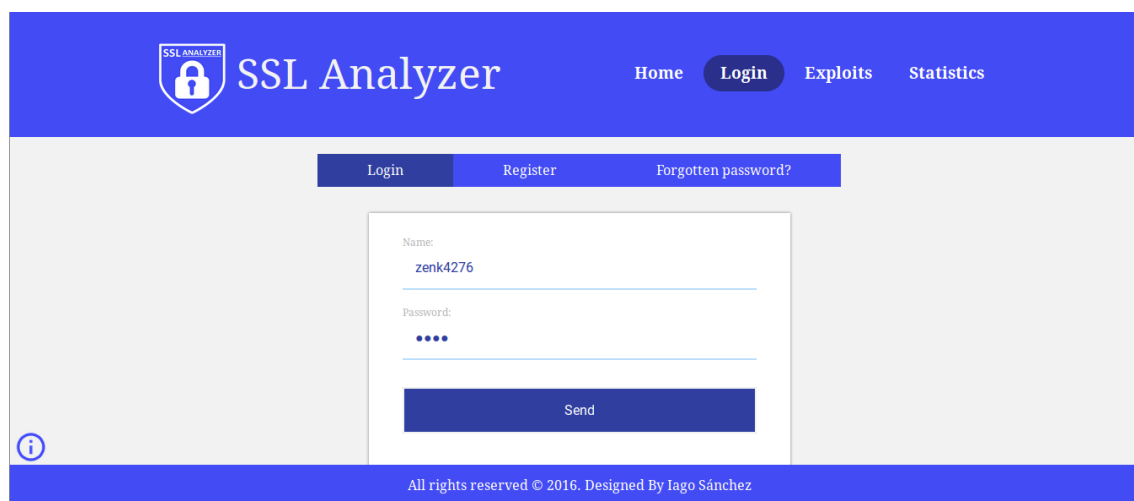 SSL ANALYZER
SSL Analyzer
Home Login Exploits Statistics
Login Register Forgotten password?
Name:
zenk4276
Password:
••••
Send
All rights reserved © 2016. Designed By Iago Sánchez